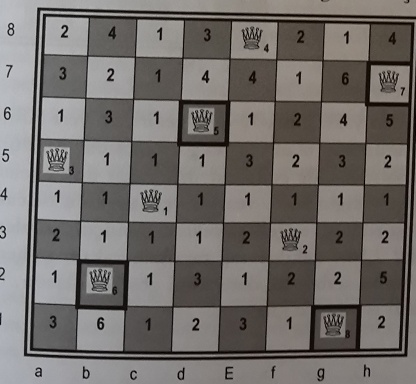 8 2 4 1 3 4 2 1 4
7 3 2 1 4 4 1 6 7
6 1 3 1 5 1 2 4 5
5 3 1 1 1 3 2 3 2
4 1 1 1 1 1 1 1 1
3 2 1 1 1 2 2 2 2
2 1 6 1 3 1 2 2 5
1 3 6 1 2 3 1 8 2
a b c d E f g h